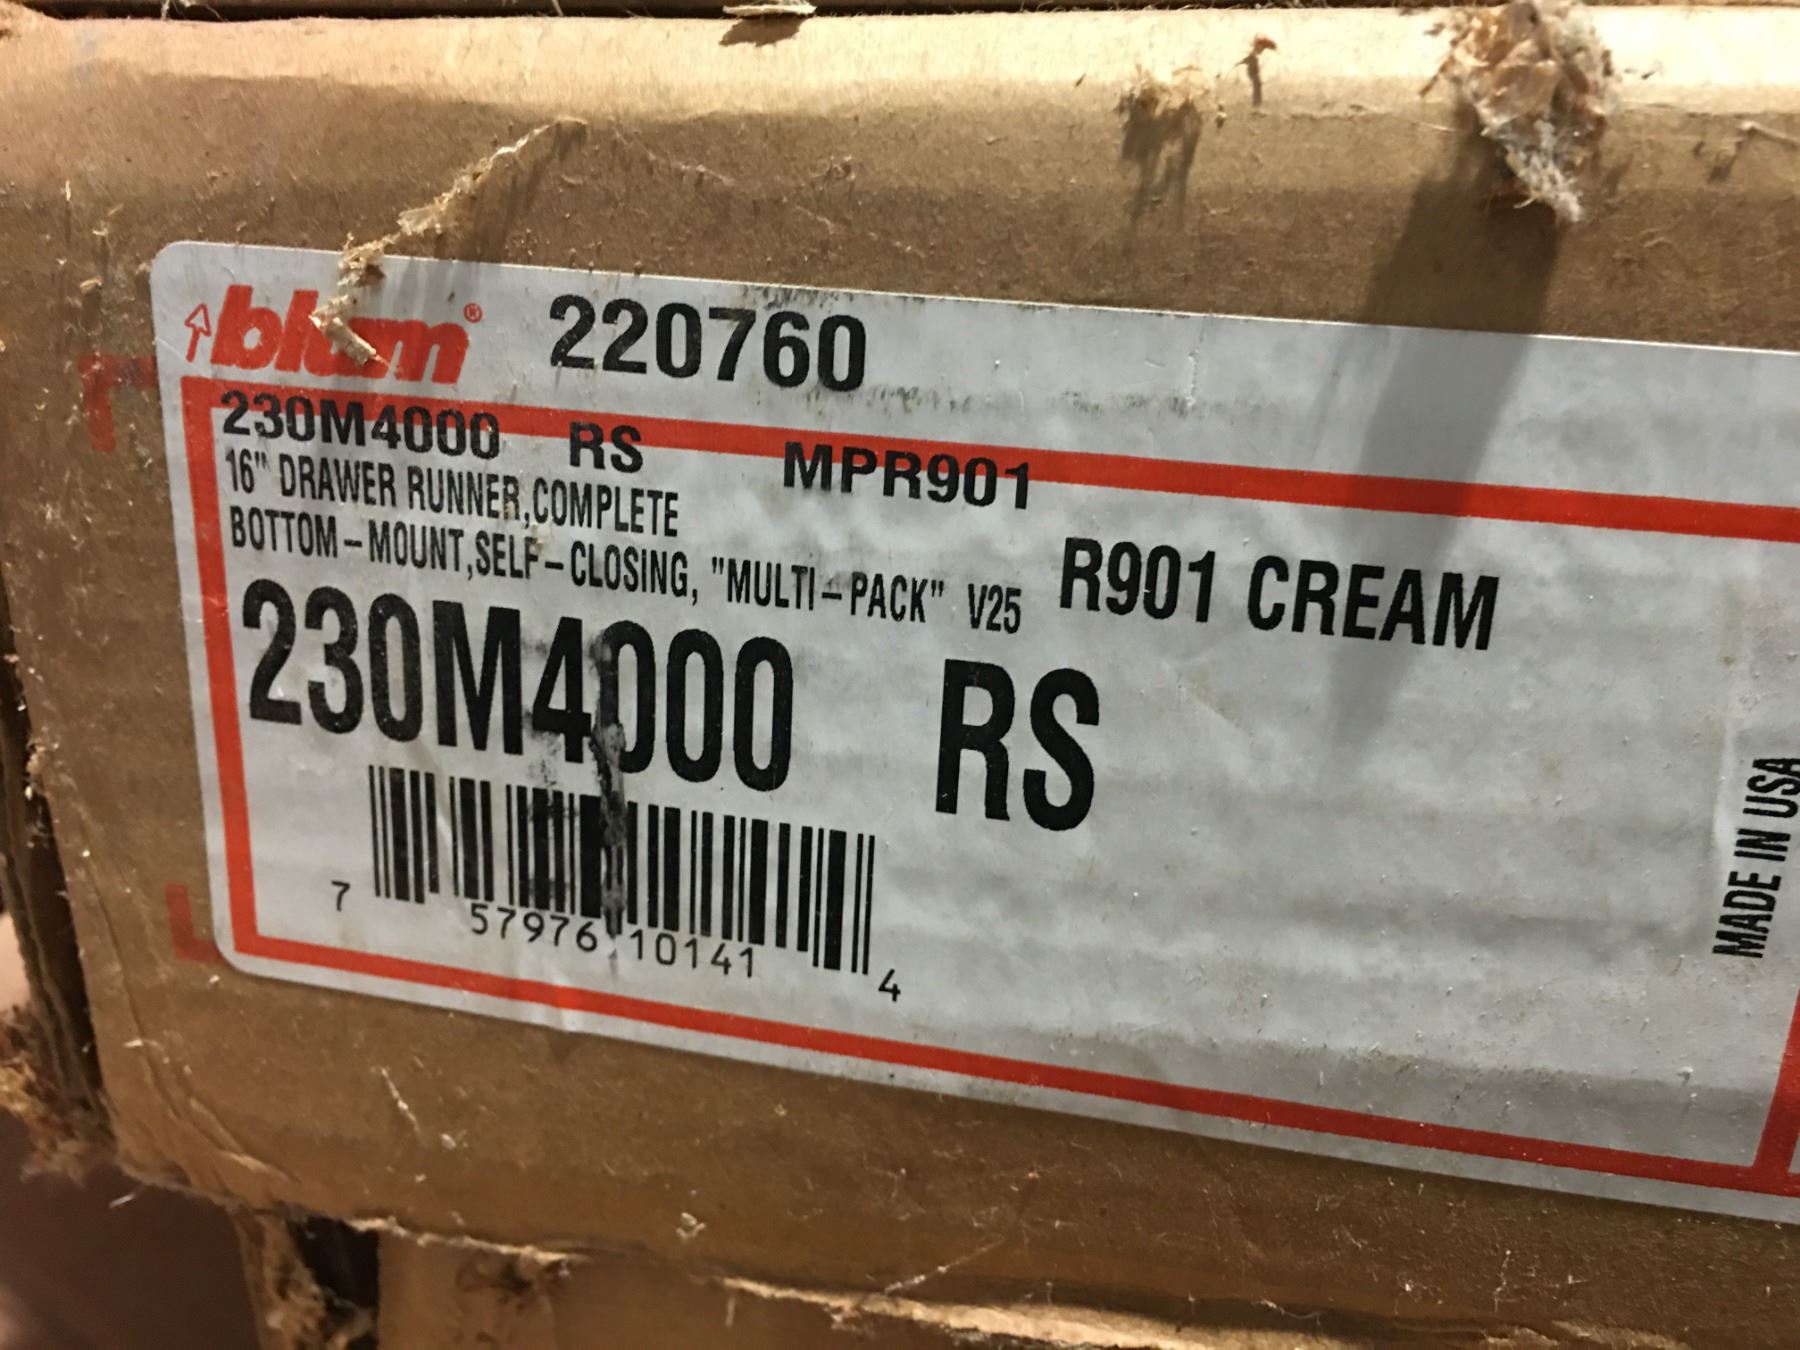 blum® 220760
230M4000 RS MPR901
16" DRAWER RUNNER,COMPLETE
BOTTOM-MOUNT,SELF-CLOSING, "MULTI-PACK" V25 R901 CREAM
230M4000 RS
7 57976 10141 4
MADE IN USA